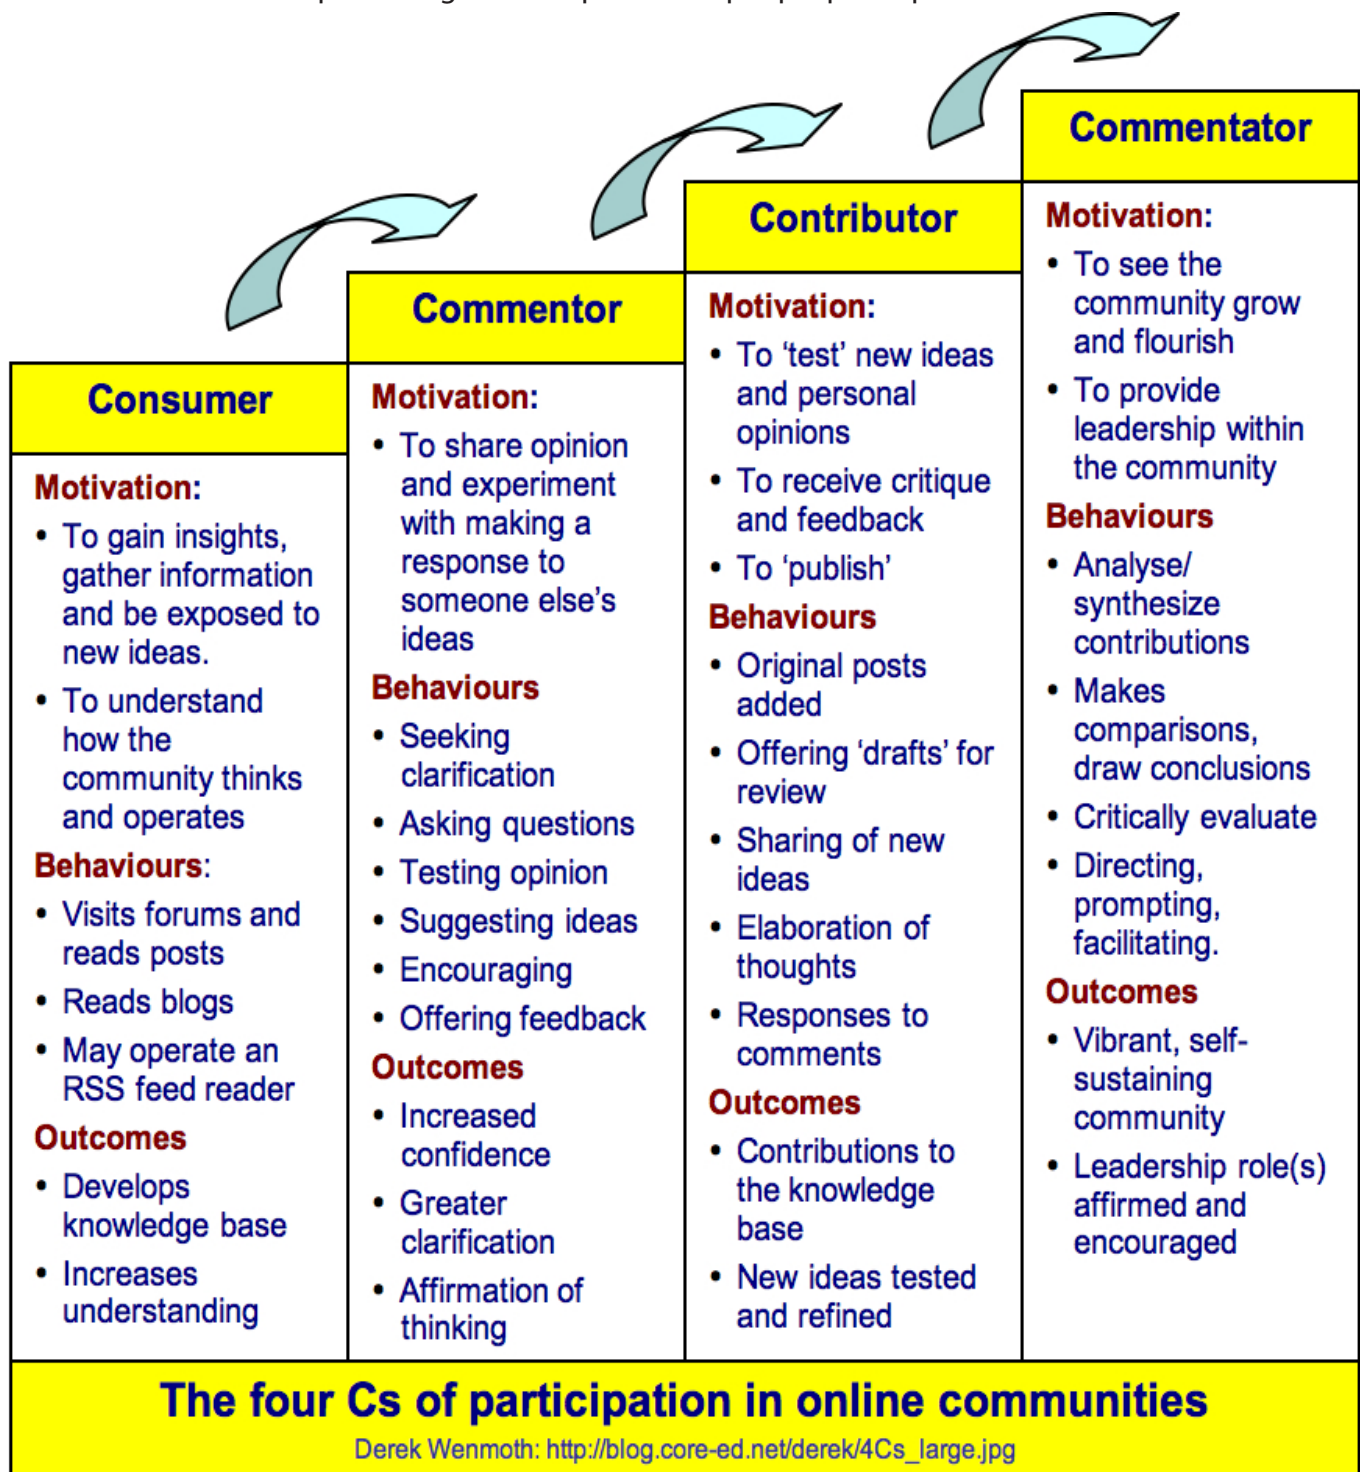 Commentator
Motivation:
• To see the
community grow
and flourish
• To provide
leadership within
the community
Behaviours
• Analyse/
synthesize
contributions
• Makes
comparisons,
draw conclusions
• Critically evaluate
• Directing,
prompting,
facilitating.
Outcomes
• Vibrant, self-
sustaining
community
• Leadership role(s)
affirmed and
encouraged
Contributor
Motivation:
• To ‘test’ new ideas
and personal
opinions
• To receive critique
and feedback
• To ‘publish’
Behaviours
• Original posts
added
• Offering ‘drafts’ for
review
• Sharing of new
ideas
• Elaboration of
thoughts
• Responses to
comments
Outcomes
• Contributions to
the knowledge
base
• New ideas tested
and refined
Commentor
Motivation:
• To share opinion
and experiment
with making a
response to
someone else’s
ideas
Behaviours
• Seeking
clarification
• Asking questions
• Testing opinion
• Suggesting ideas
• Encouraging
• Offering feedback
Outcomes
• Increased
confidence
• Greater
clarification
• Affirmation of
thinking
Consumer
Motivation:
• To gain insights,
gather information
and be exposed to
new ideas.
• To understand
how the
community thinks
and operates
Behaviours:
• Visits forums and
reads posts
• Reads blogs
• May operate an
RSS feed reader
Outcomes
• Develops
knowledge base
• Increases
understanding
The four Cs of participation in online communities
Derek Wenmoth: http://blog.core-ed.net/derek/4Cs_large.jpg